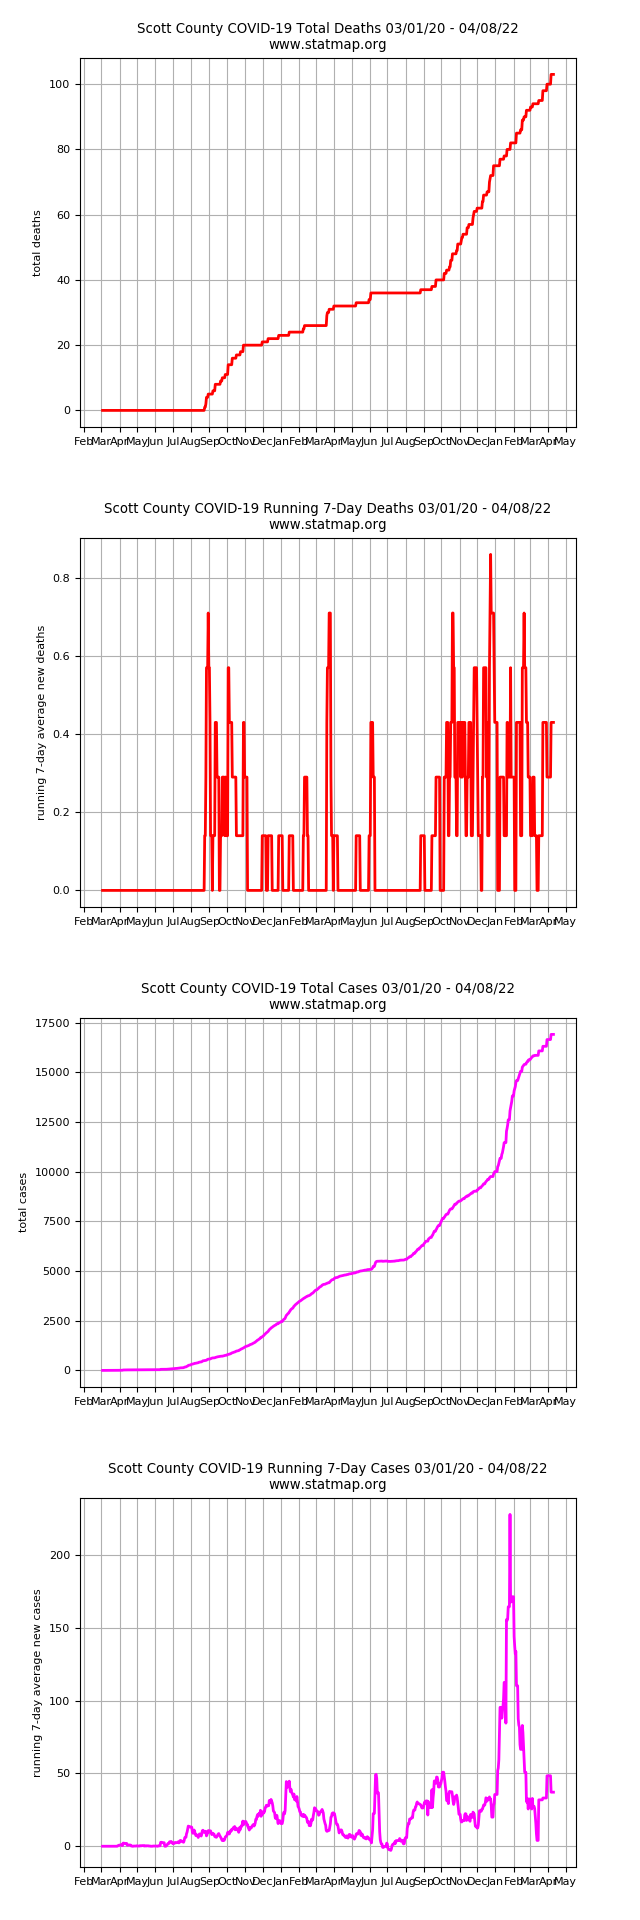 Scott County COVID-19 Total Deaths 03/01/20 - 04/08/22
www.statmap.org
100
80
60
40
20
0
total deaths
Feb Mar Apr May Jun Jul Aug Sep Oct Nov Dec Jan Feb Mar Apr May Jun Jul Aug Sep Oct Nov Dec Jan Feb Mar Apr May
Scott County COVID-19 Running 7-Day Deaths 03/01/20 - 04/08/22
www.statmap.org
0.8
0.6
0.4
0.2
0.0
running 7-day average new deaths
Feb Mar Apr May Jun Jul Aug Sep Oct Nov Dec Jan Feb Mar Apr May Jun Jul Aug Sep Oct Nov Dec Jan Feb Mar Apr May
Scott County COVID-19 Total Cases 03/01/20 - 04/08/22
www.statmap.org
17500
15000
12500
10000
7500
5000
2500
0
total cases
Feb Mar Apr May Jun Jul Aug Sep Oct Nov Dec Jan Feb Mar Apr May Jun Jul Aug Sep Oct Nov Dec Jan Feb Mar Apr May
Scott County COVID-19 Running 7-Day Cases 03/01/20 - 04/08/22
www.statmap.org
200
150
100
50
0
running 7-day average new cases
Feb Mar Apr May Jun Jul Aug Sep Oct Nov Dec Jan Feb Mar Apr May Jun Jul Aug Sep Oct Nov Dec Jan Feb Mar Apr May